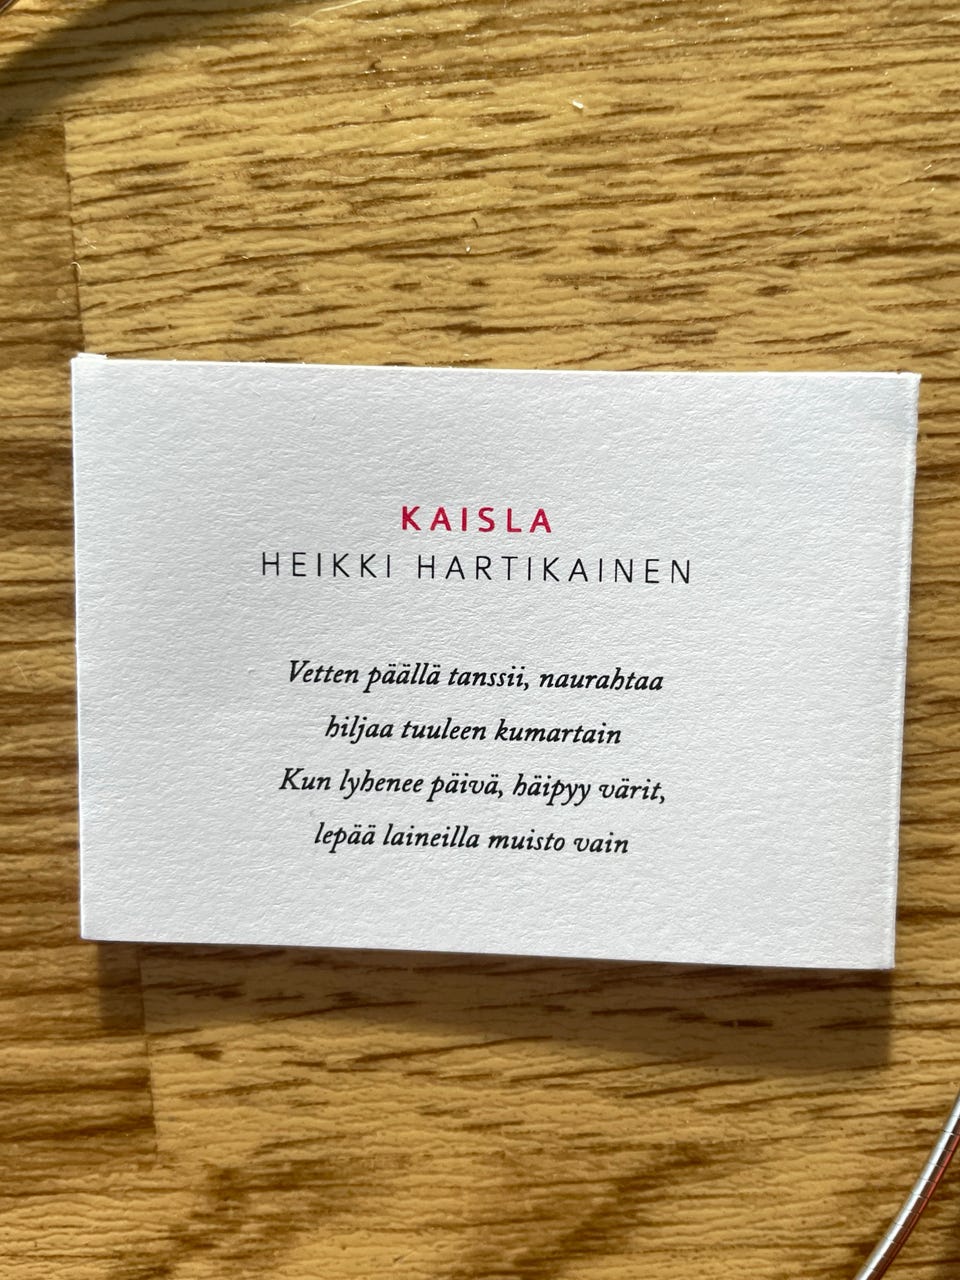 KAISLA
HEIKKI HARTIKAINEN
Vetten päällä tanssii, naurahtaa
hiljaa tuuleen kumartain
Kun lyhenee päivä, häipyy värit,
lepää laineilla muisto vain